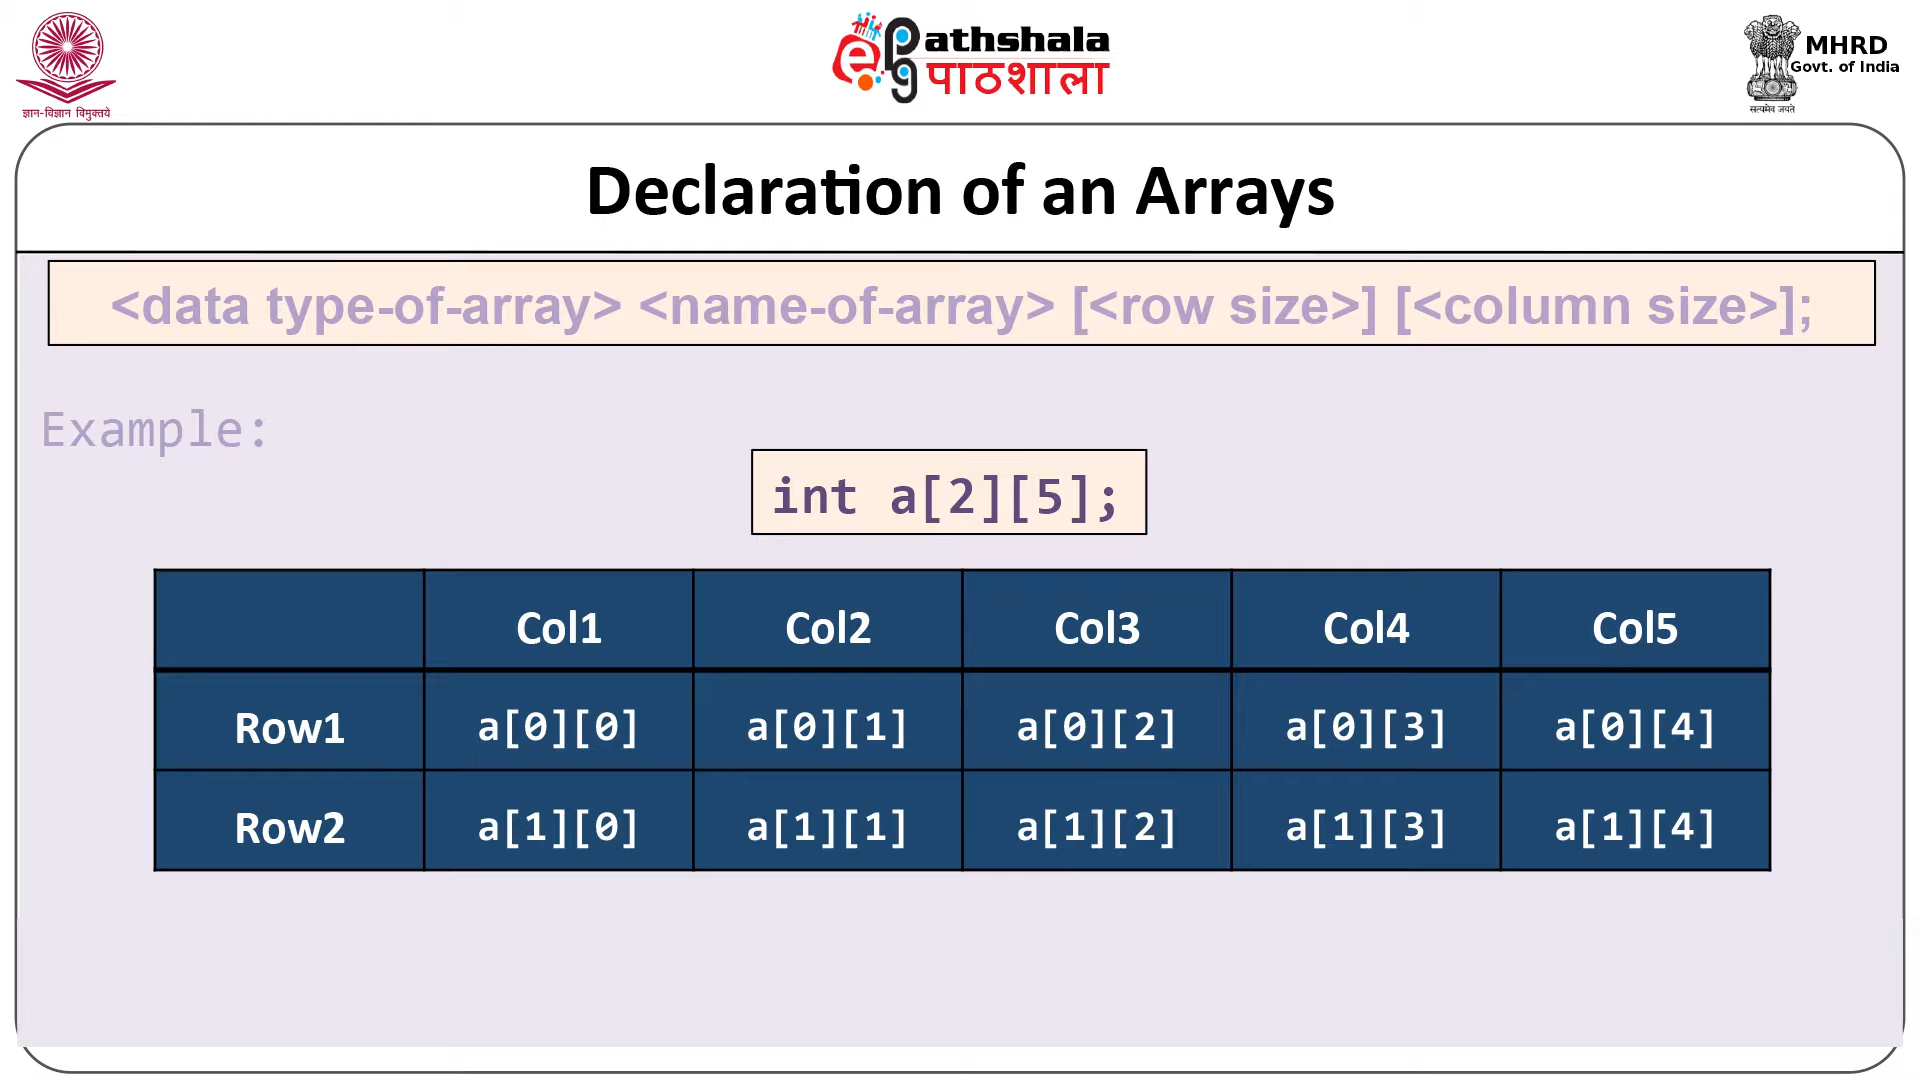 ज्ञान-विज्ञान विमुक्तये
e pg Pathshala
पाठशाला
MHRD
Govt. of India
सत्यमेव जयते
Declaration of an Arrays
<data type-of-array> <name-of-array> [<row size>] [<column size>];
Example:
int a[2][5];
Col1 Col2 Col3 Col4 Col5
Row1 a[0][0] a[0][1] a[0][2] a[0][3] a[0][4]
Row2 a[1][0] a[1][1] a[1][2] a[1][3] a[1][4]